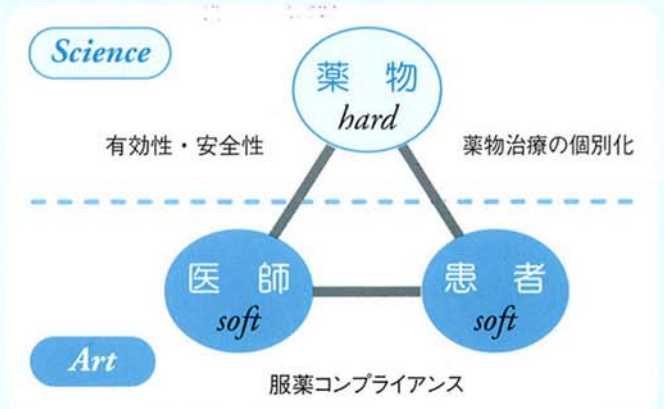 Science
薬 物
hard
有効性・安全性
薬物治療の個別化
医 師
soft
患 者
soft
Art
服薬コンプライアンス